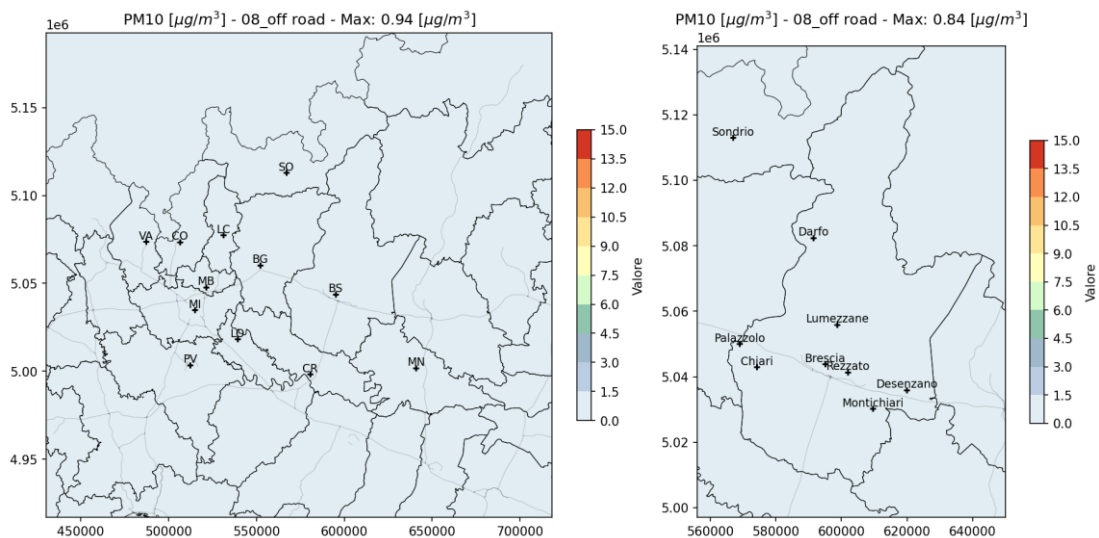 PM10 [μg/m³] - 08_off road - Max: 0.94 [μg/m³]
1e6
5.15
5.10
5.05
5.00
4.95
SO
VA
CO
LC
BG
MB
BS
MI
LO
PV
CR
MN
450000
500000
550000
600000
650000
700000
15.0
13.5
12.0
10.5
9.0
7.5
6.0
4.5
3.0
1.5
0.0
Valore
PM10 [μg/m³] - 08_off road - Max: 0.84 [μg/m³]
1e6
5.14
5.12
5.10
5.08
5.06
5.04
5.02
5.00
Sondrio
Darfo
Lumezzane
Palazzolo
Chiari
Brescia
Rezzato
Desenzano
Montichiari
560000
580000
600000
620000
640000
15.0
13.5
12.0
10.5
9.0
7.5
6.0
4.5
3.0
1.5
0.0
Valore